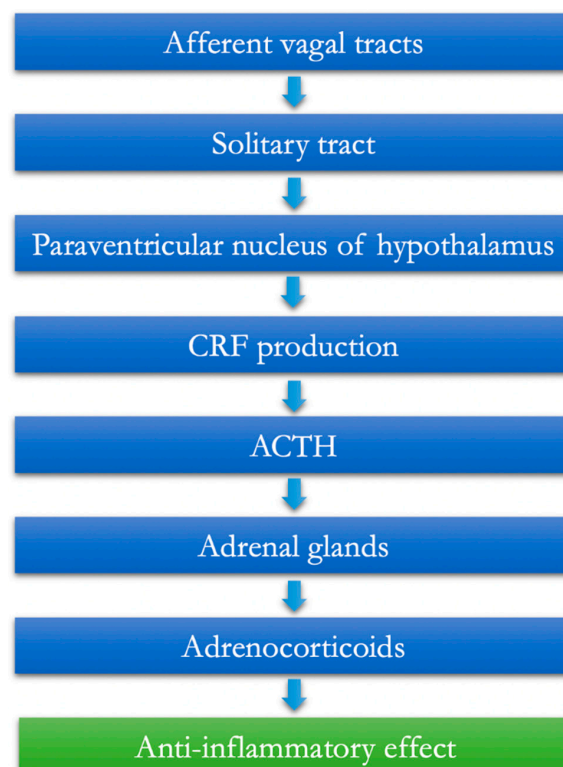 Afferent vagal tracts
Solitary tract
Paraventricular nucleus of hypothalamus
CRF production
ACTH
Adrenal glands
Adrenocorticoids
Anti-inflammatory effect